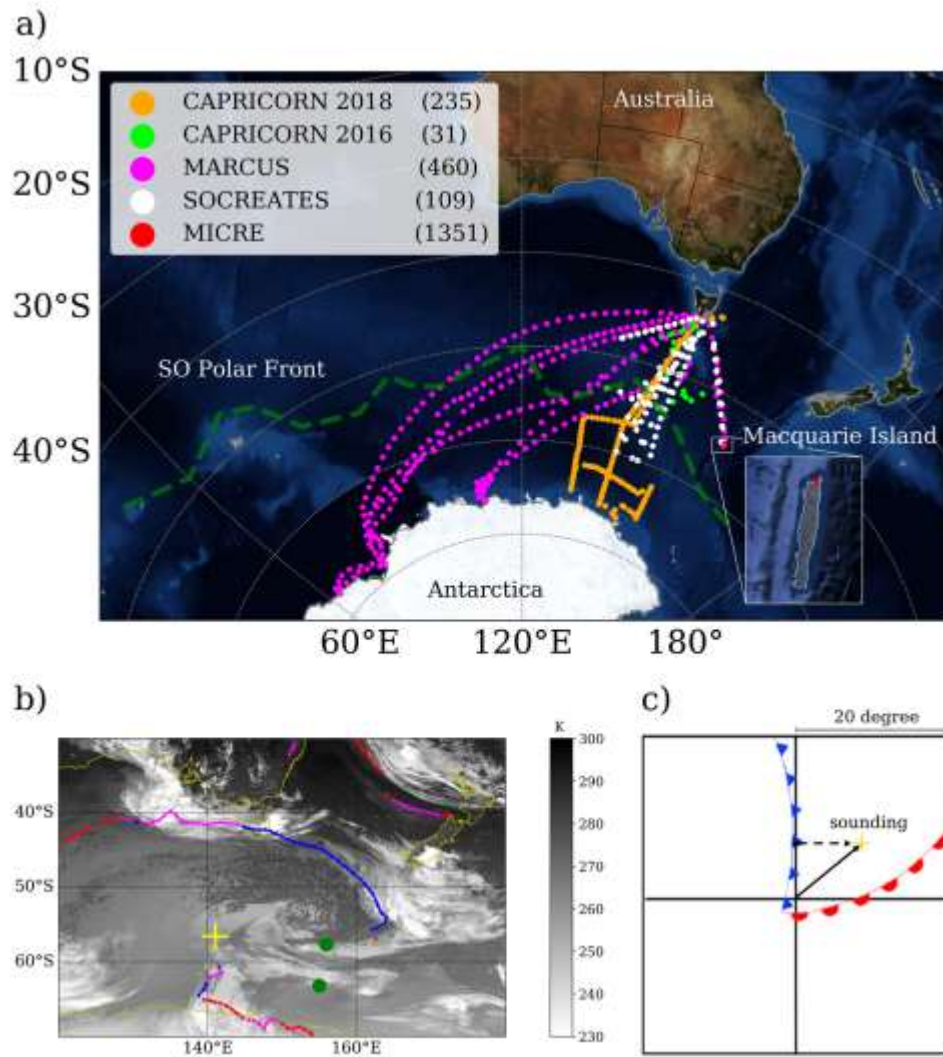 a)
10°S
20°S
30°S
40°S
CAPRICORN 2018 (235)
CAPRICORN 2016 (31)
MARCUS (460)
SOCREATES (109)
MICRE (1351)
Australia
SO Polar Front
Macquarie Island
Antarctica
60°E 120°E 180°
b)
40°S
50°S
60°S
140°E 160°E
K
300
290
280
270
260
250
240
230
c)
20 degree
sounding